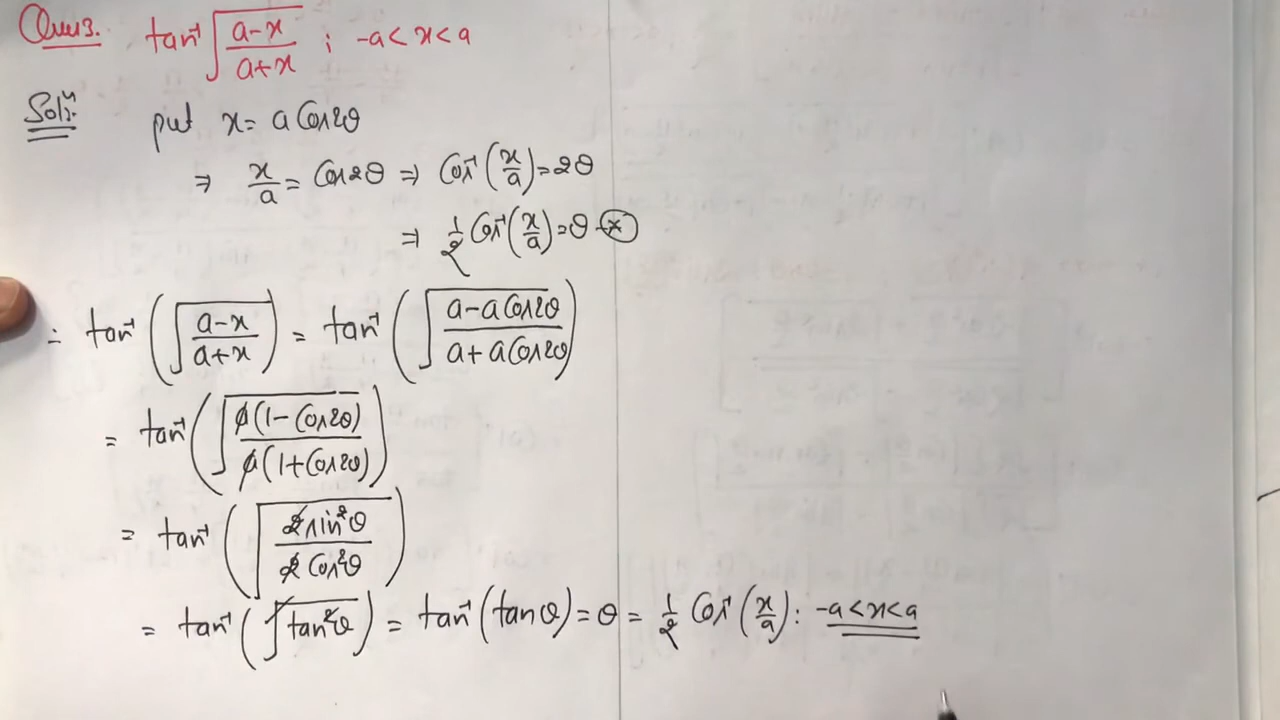 Ques. tan⁻¹ √((a-x)/(a+x)) ; -a < x < a
Solⁿ:- put x = a Cos2θ
⇒ x/a = Cos2θ ⇒ Cos⁻¹(x/a) = 2θ
⇒ 1/2 Cos⁻¹(x/a) = θ -(*)
∴ tan⁻¹(√((a-x)/(a+x))) = tan⁻¹(√((a-a Cos2θ)/(a+a Cos2θ)))
= tan⁻¹(√(a(1-Cos2θ)/a(1+Cos2θ)))
= tan⁻¹(√(2sin²θ/2Cos²θ))
= tan⁻¹(√(tan²θ)) = tan⁻¹(tanθ) = θ = 1/2 Cos⁻¹(x/a) : -a < x < a